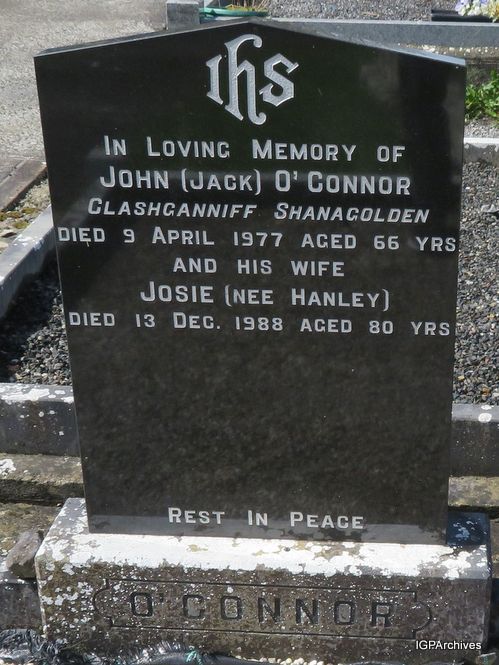 IHS
IN LOVING MEMORY OF
JOHN (JACK) O'CONNOR
GLASHGANNIFF SHANAGOLDEN
DIED 9 APRIL 1977 AGED 66 YRS
AND HIS WIFE
JOSIE (NEE HANLEY)
DIED 13 DEC. 1988 AGED 80 YRS
REST IN PEACE
O'CONNOR
IGPArchives